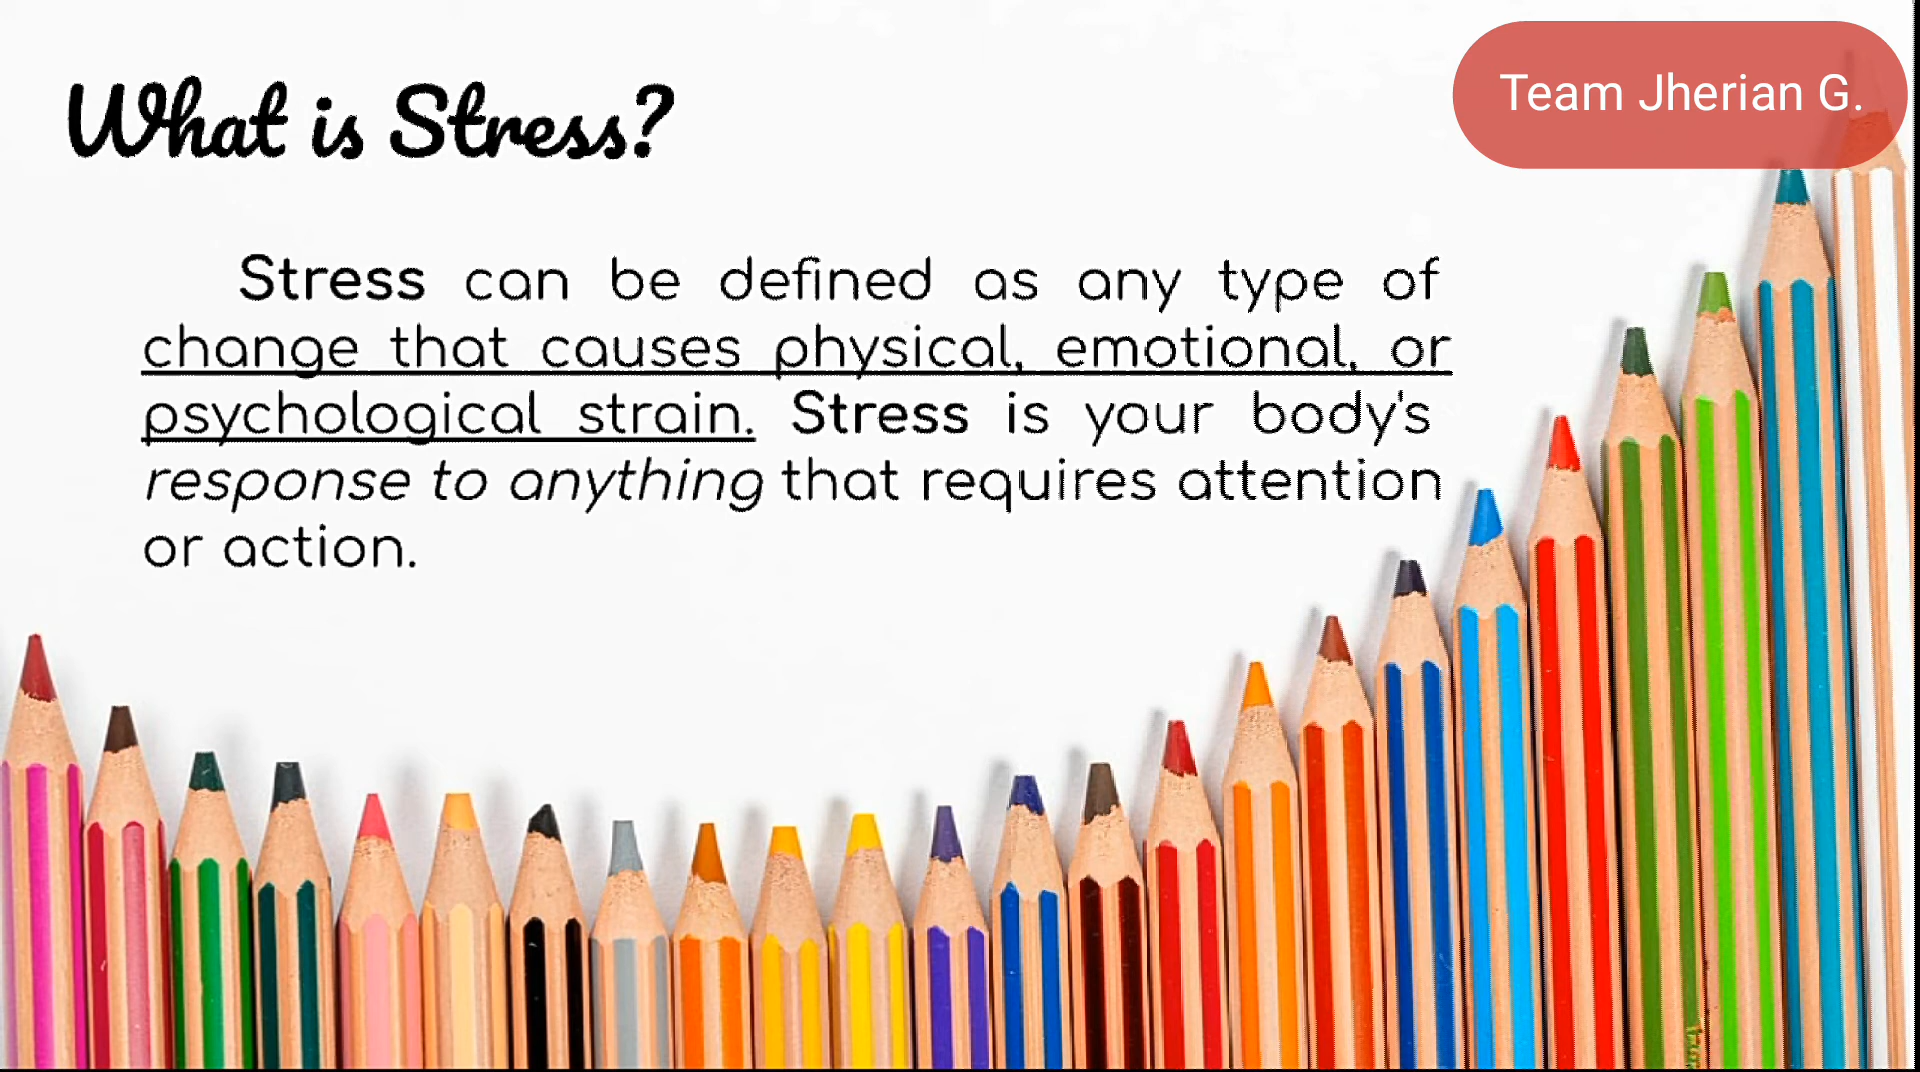 What is Stress?
Team Jherian G.
Stress can be defined as any type of
change that causes physical, emotional, or
psychological strain. Stress is your body's
response to anything that requires attention
or action.